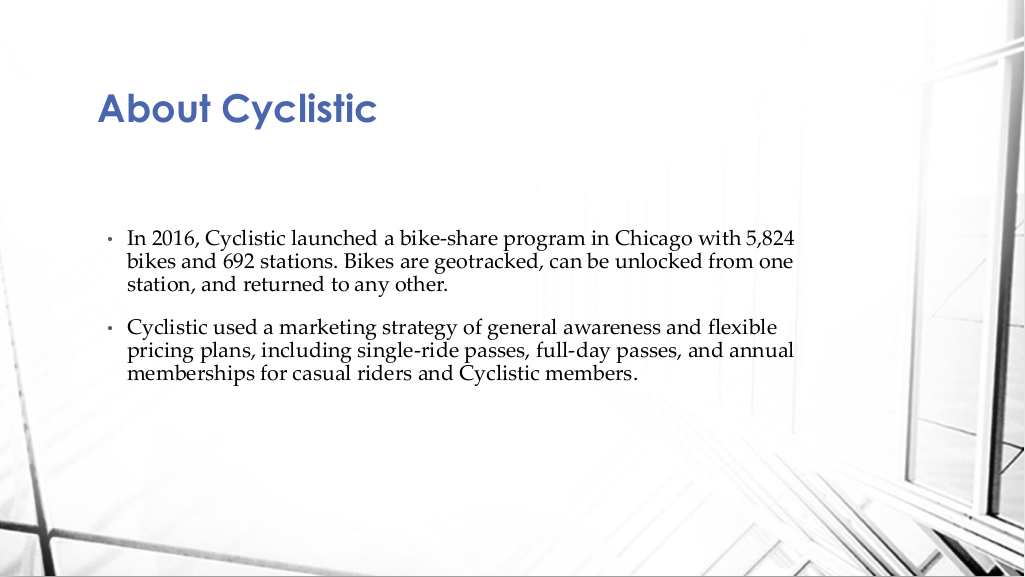 About Cyclistic
• In 2016, Cyclistic launched a bike-share program in Chicago with 5,824
bikes and 692 stations. Bikes are geotracked, can be unlocked from one
station, and returned to any other.
• Cyclistic used a marketing strategy of general awareness and flexible
pricing plans, including single-ride passes, full-day passes, and annual
memberships for casual riders and Cyclistic members.